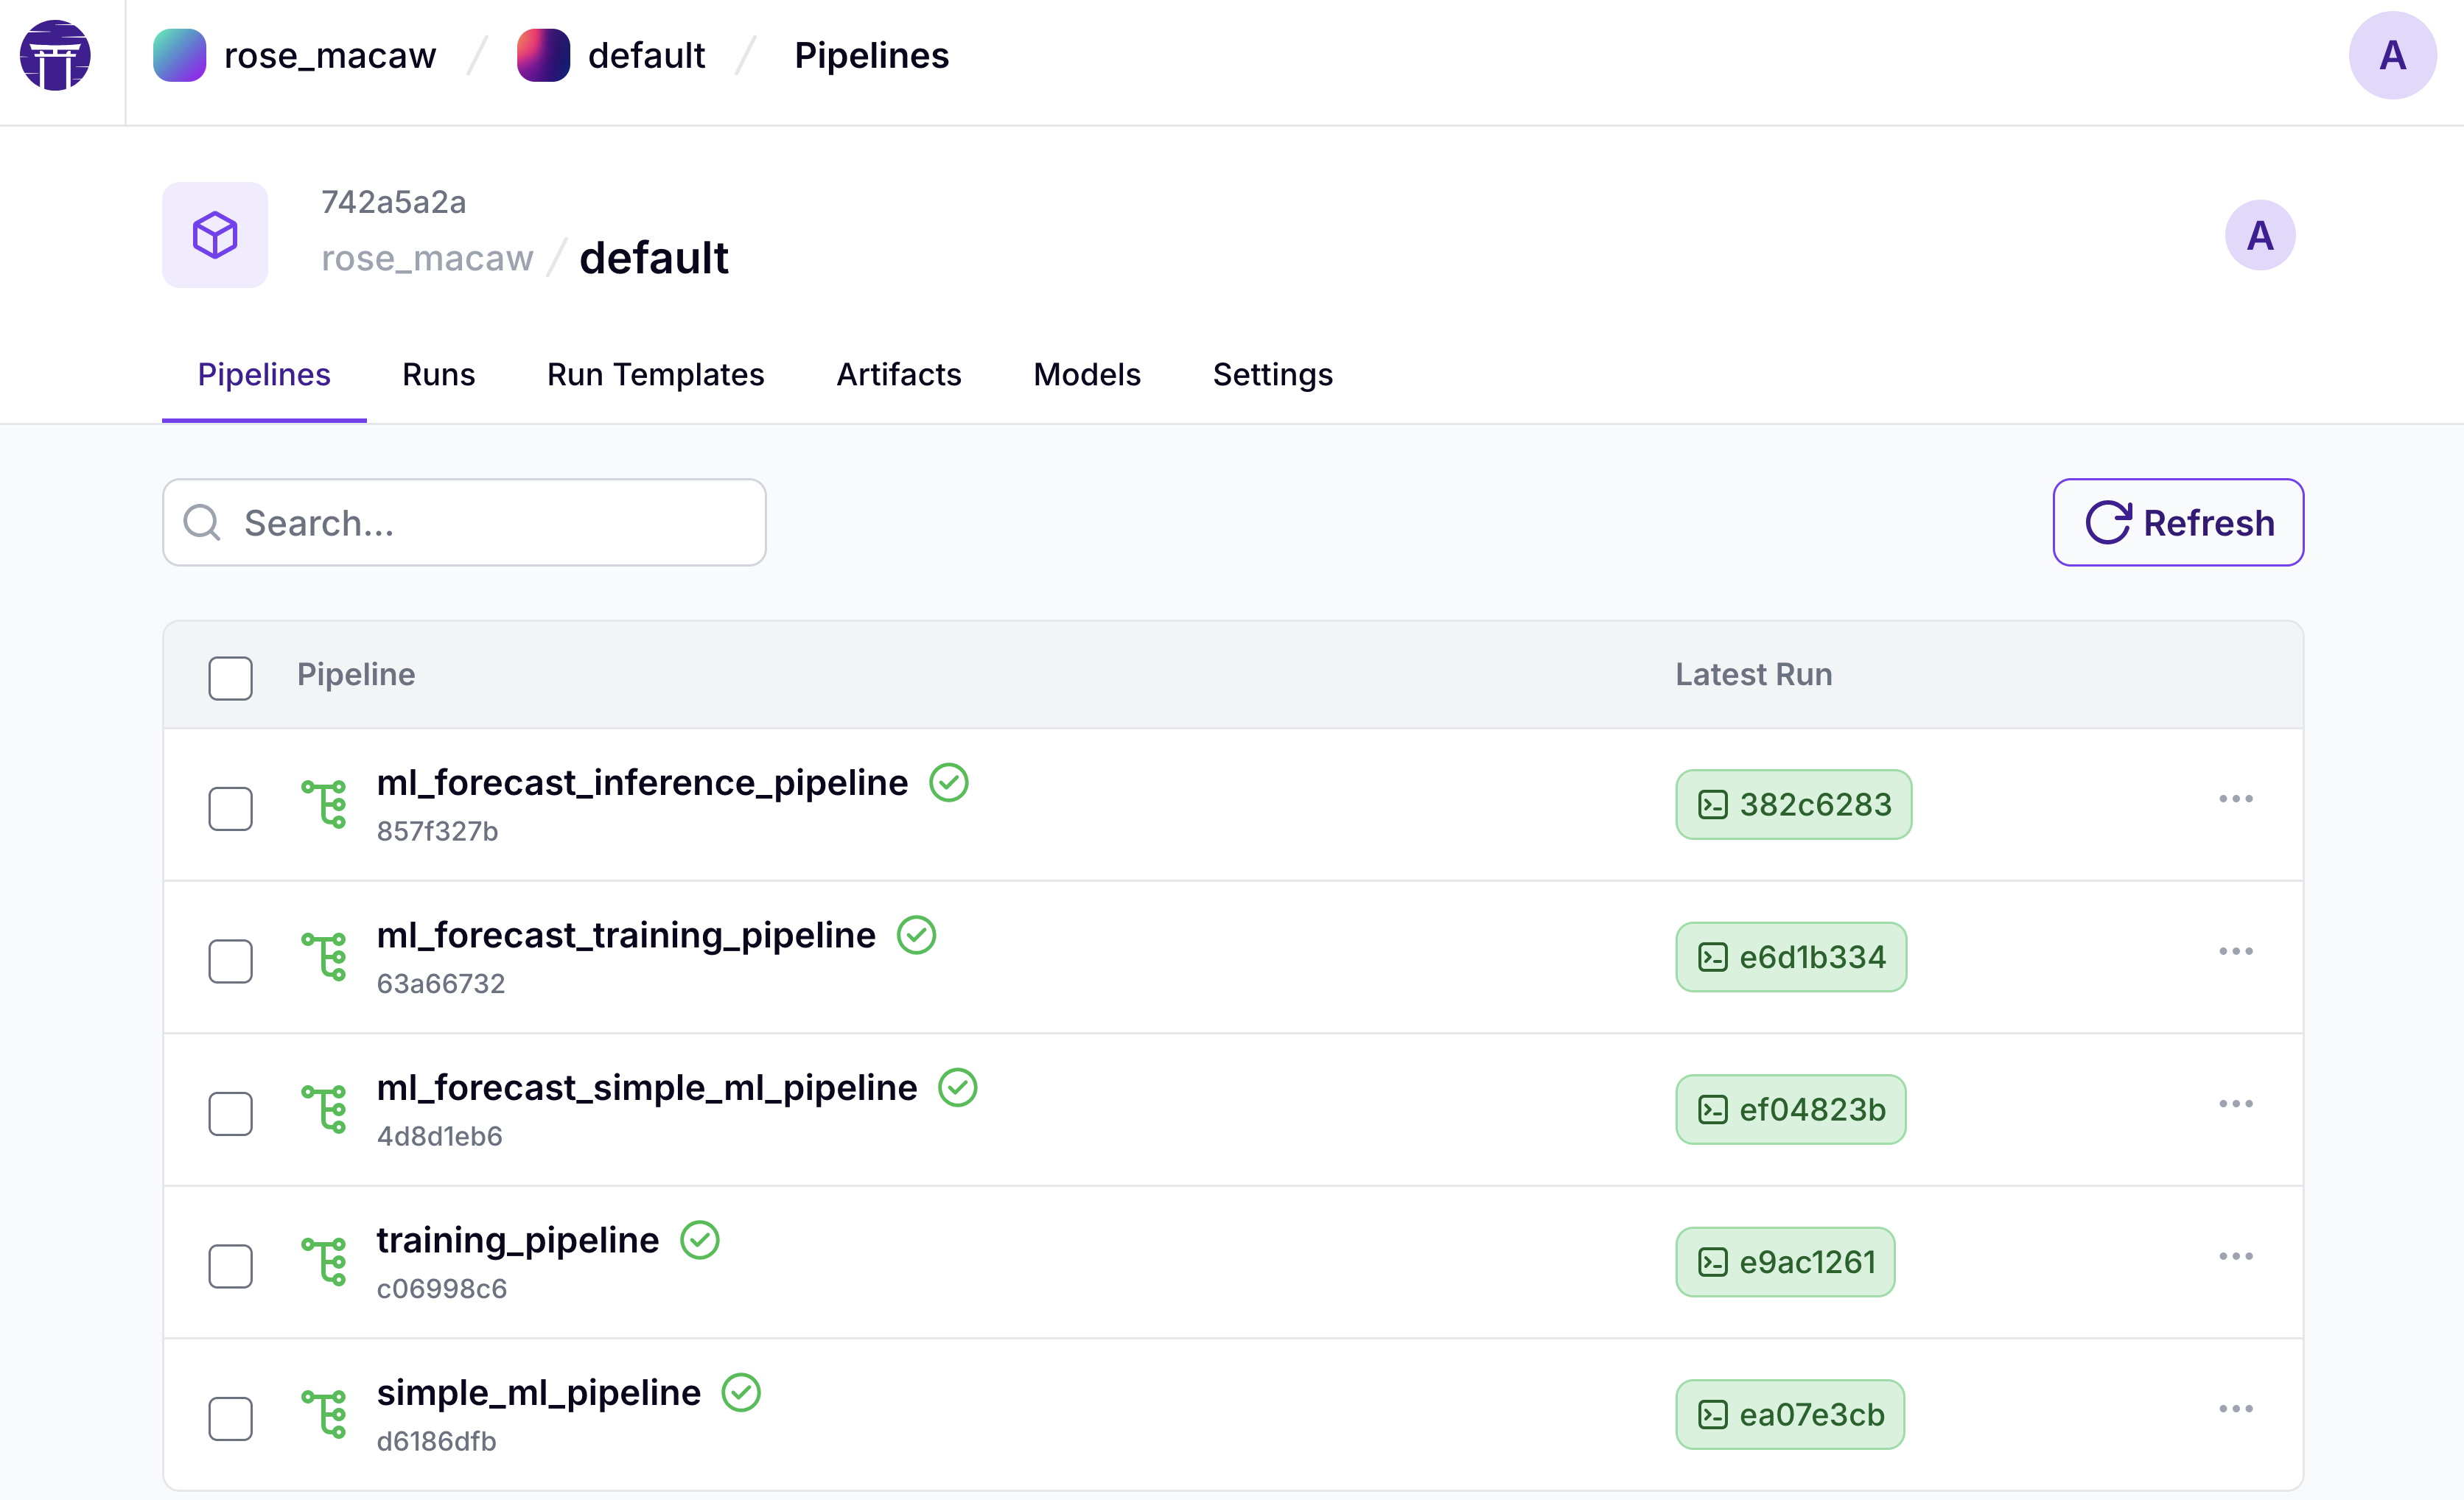 rose_macaw / default / Pipelines
A
742a5a2a
rose_macaw / default
A
Pipelines Runs Run Templates Artifacts Models Settings
Search...
Refresh
Pipeline Latest Run
ml_forecast_inference_pipeline
857f327b
382c6283
ml_forecast_training_pipeline
63a66732
e6d1b334
ml_forecast_simple_ml_pipeline
4d8d1eb6
ef04823b
training_pipeline
c06998c6
e9ac1261
simple_ml_pipeline
d6186dfb
ea07e3cb